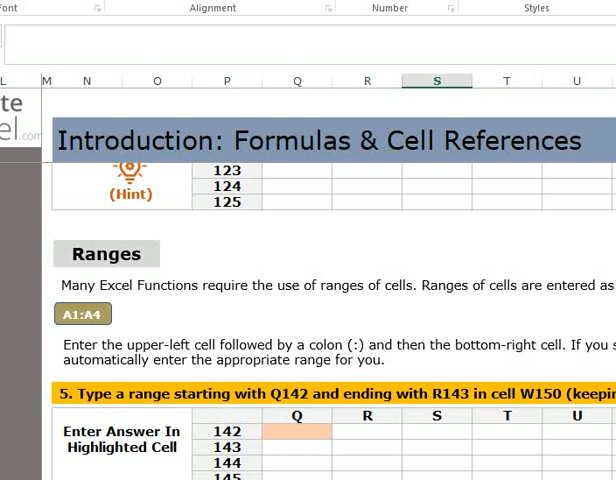 Font Alignment Number Styles
L M N O P Q R S T U
te
el.com
Introduction: Formulas & Cell References
123
124
(Hint)
125
Ranges
Many Excel Functions require the use of ranges of cells. Ranges of cells are entered as
A1:A4
Enter the upper-left cell followed by a colon (:) and then the bottom-right cell. If you s
automatically enter the appropriate range for you.
5. Type a range starting with Q142 and ending with R143 in cell W150 (keepin
Q R S T U
Enter Answer In 142
Highlighted Cell 143
144
145